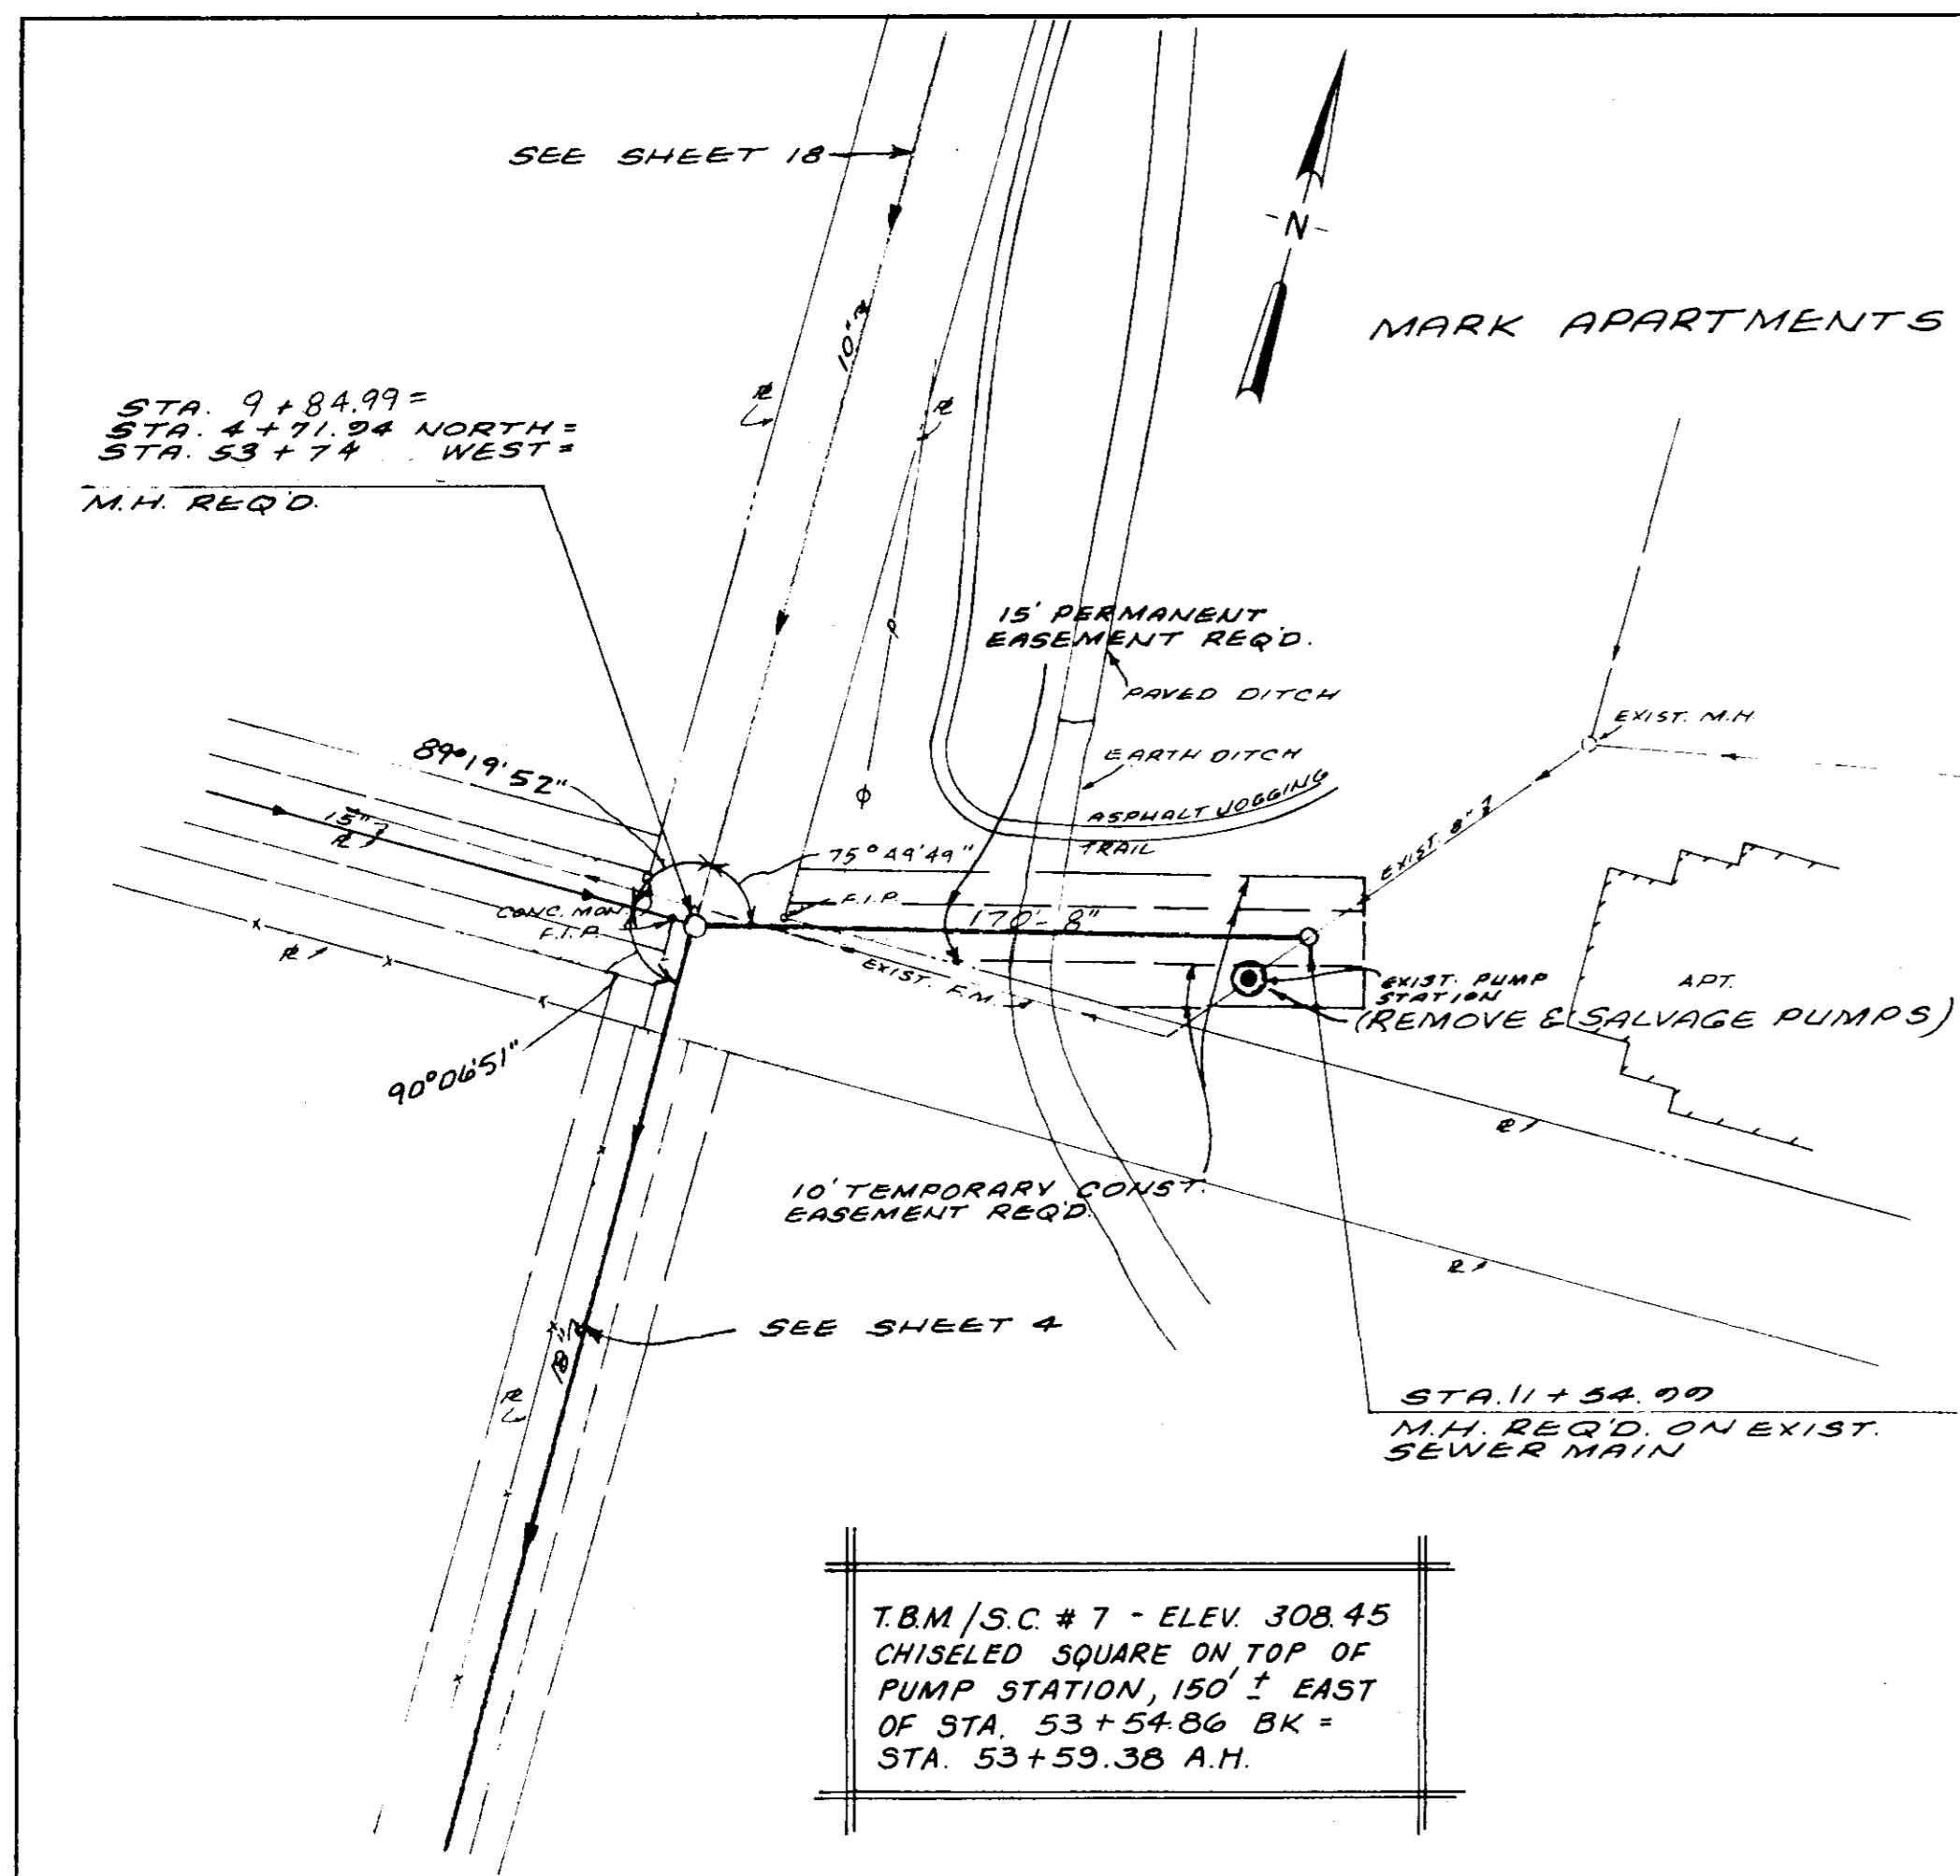 SEE SHEET 18
-N-
MARK APARTMENTS
10"
STA. 9 + 84.99 =
STA. 4 + 71.94 NORTH =
STA. 53 + 74 WEST =
M.H. REQ'D.
15' PERMANENT
EASEMENT REQ'D.
PAVED DITCH
EXIST. M.H.
EARTH DITCH
ASPHALT JOGGING
TRAIL
EXIST. 8"
89°19'52"
15"
75°49'49"
CONC. MON.
F.I.P.
F.I.P.
170'- 8"
EXIST. F.M.
EXIST. PUMP
STATION
(REMOVE & SALVAGE PUMPS)
APT.
90°06'51"
10' TEMPORARY CONST.
EASEMENT REQ'D.
SEE SHEET 4
18"
STA. 11 + 54.99
M.H. REQ'D. ON EXIST.
SEWER MAIN
T.B.M./S.C. # 7 - ELEV. 308.45
CHISELED SQUARE ON TOP OF
PUMP STATION, 150' ± EAST
OF STA. 53+54.86 BK =
STA. 53+59.38 A.H.